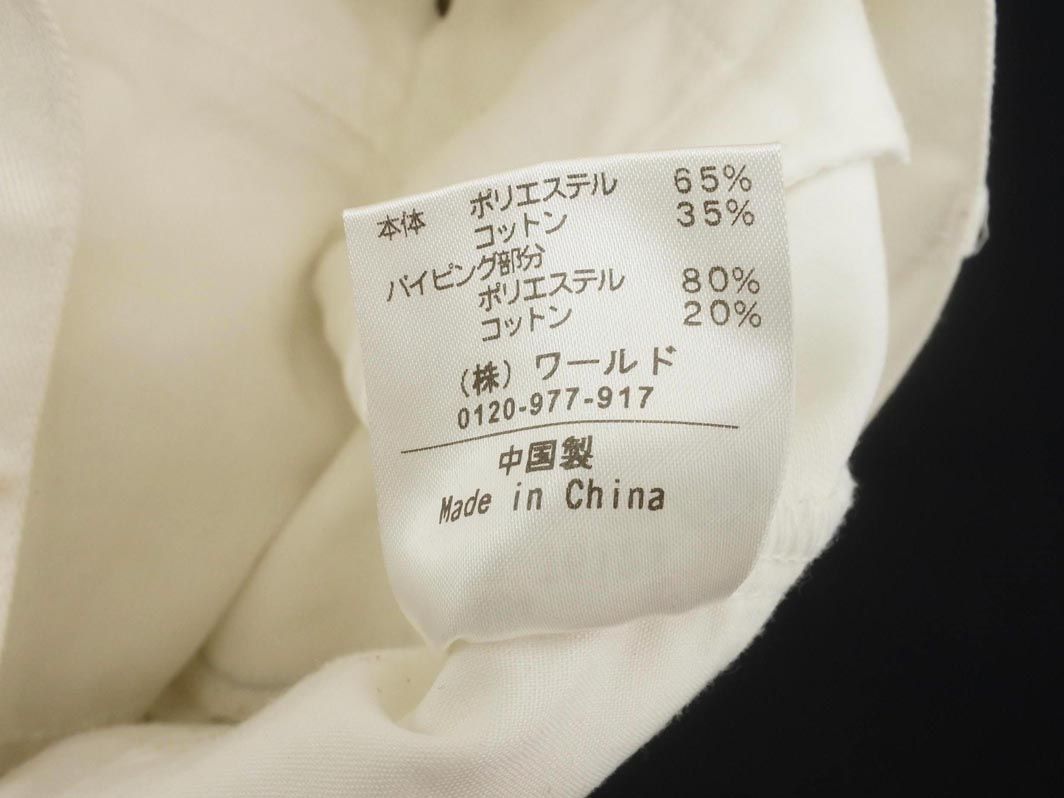 本体 ポリエステル 65%
コットン 35%
パイピング部分
ポリエステル 80%
コットン 20%
(株) ワールド
0120-977-917
中国製
Made in China